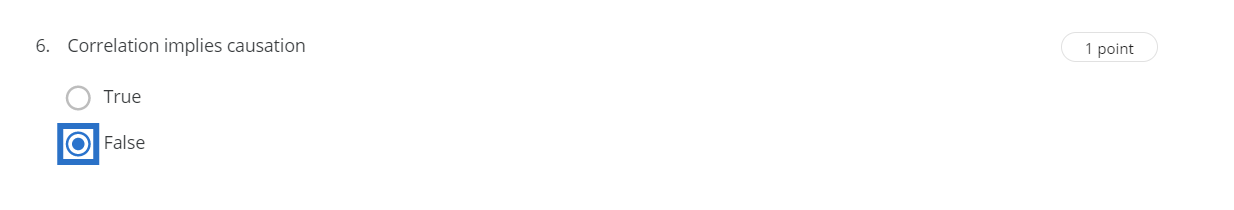 6. Correlation implies causation
1 point
True
False